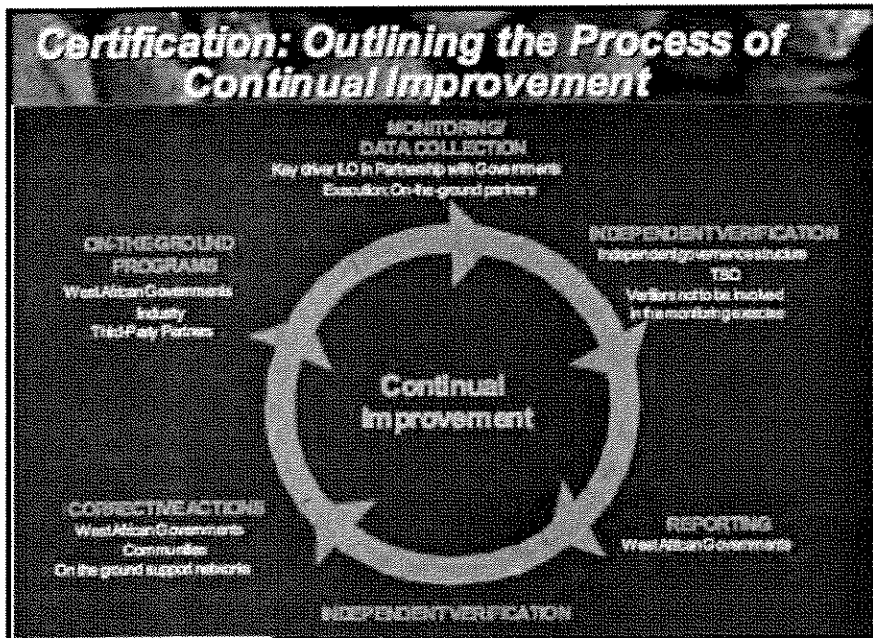 Certification: Outlining the Process of
Continual Improvement
MONITORING/
DATA COLLECTION
Key driver ILO in Partnership with Governments
Execution: On-the-ground partners
INDEPENDENT VERIFICATION
Independent governance structure
TBD
Verifiers not to be involved
in the monitoring exercise
REPORTING
West African Governments
INDEPENDENT VERIFICATION
CORRECTIVE ACTIONS
West African Governments
Communities
On the ground support networks
ON-THE-GROUND
PROGRAMS
West African Governments
Industry
Third-Party Partners
Continual
Improvement